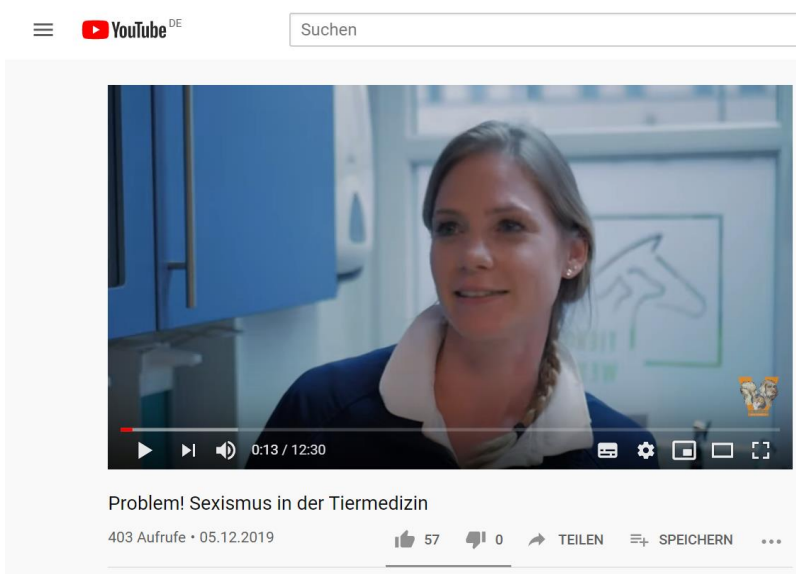 YouTube DE
Suchen
0:13 / 12:30
Problem! Sexismus in der Tiermedizin
403 Aufrufe • 05.12.2019
57
0
TEILEN
SPEICHERN